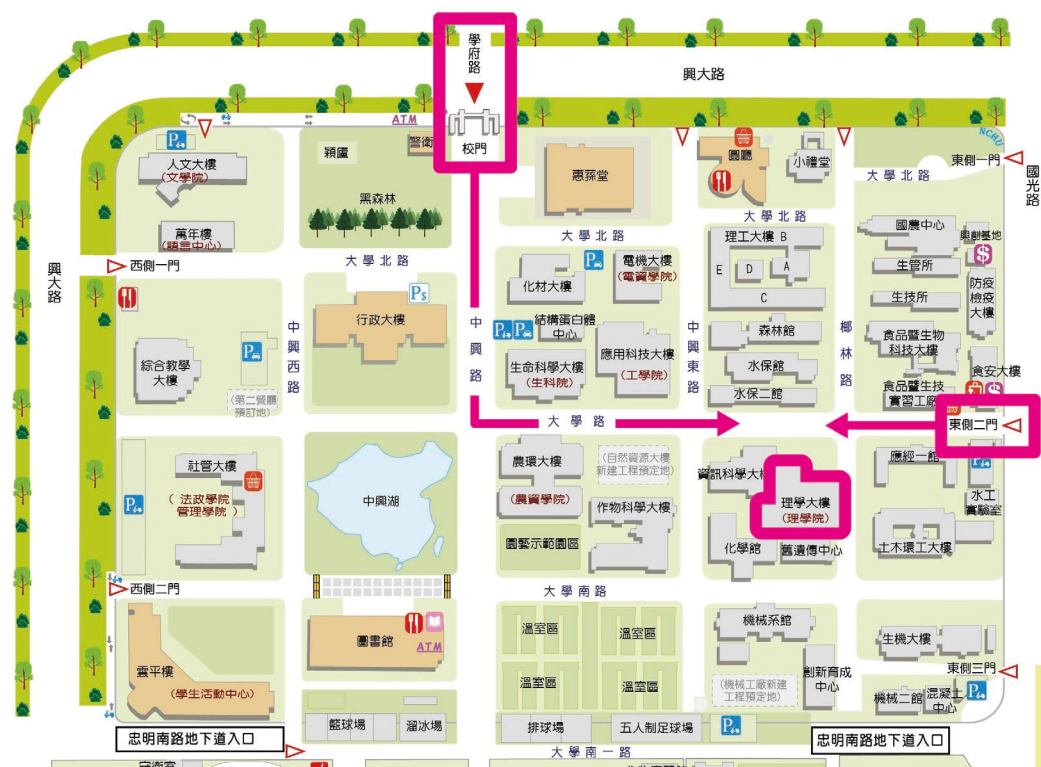 學府路
興大路
ATM
校門
警衛
穎廬
P
人文大樓
(文學院)
黑森林
惠蓀堂
圓廳
小禮堂
NCHU
東側一門
國光路
大學北路
萬年樓
(語言中心)
大學北路
大學北路
大學北路
興大路
西側一門
理工大樓 B
E
D
A
C
國農中心
興創基地
$
生管所
生技所
防疫
檢疫
大樓
P
電機大樓
(電資學院)
化材大樓
P$
行政大樓
中興西路
中興路
中興東路
椰林路
P
P
結構蛋白體
中心
應用科技大樓
(工學院)
生命科學大樓
(生科院)
森林館
水保館
水保二館
食品暨生物
科技大樓
食安大樓
$
食品暨生技
實習工廠
綜合教學
大樓
P
(第二餐廳
預訂地)
大學路
東側二門
社管大樓
(法政學院
管理學院)
P
中興湖
農環大樓
(農資學院)
(自然資源大樓
新建工程預定地)
作物科學大樓
園藝示範園區
資訊科學大樓
理學大樓
(理學院)
化學館
舊遺傳中心
應經一館
P
水工
實驗室
土木環工大樓
西側二門
大學南路
圖書館
ATM
溫室區
溫室區
溫室區
溫室區
機械系館
(機械工廠新建
工程預定地)
創新育成
中心
生機大樓
東側三門
機械二館
混凝土
中心
P
雲平樓
(學生活動中心)
籃球場
溜冰場
排球場
五人制足球場
P
忠明南路地下道入口
忠明南路地下道入口
大學南一路